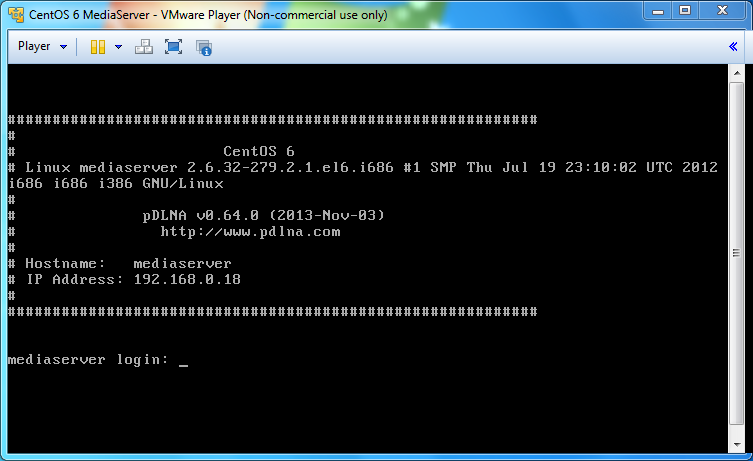 CentOS 6 MediaServer - VMware Player (Non-commercial use only)
Player
##############################################################
#
# CentOS 6
# Linux mediaserver 2.6.32-279.2.1.el6.i686 #1 SMP Thu Jul 19 23:10:02 UTC 2012
i686 i686 i386 GNU/Linux
#
# pDLNA v0.64.0 (2013-Nov-03)
# http://www.pdlna.com
#
# Hostname: mediaserver
# IP Address: 192.168.0.18
#
##############################################################
mediaserver login: _